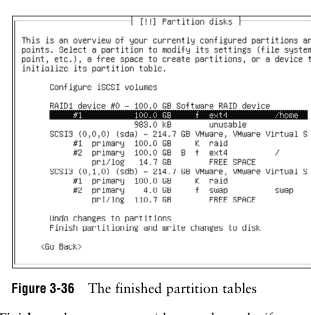 [!!] Partition disks
This is an overview of your currently configured partitions an
points. Select a partition to modify its settings (file system
point, etc.), a free space to create partitions, or a device t
initialize its partition table.
Configure iSCSI volumes
RAID1 device #0 - 100.0 GB Software RAID device
#1 100.0 GB f ext4 /home
983.0 kB unusable
SCSI3 (0,0,0) (sda) - 214.7 GB VMware, VMware Virtual S
#1 primary 100.0 GB K raid
#2 primary 100.0 GB B f ext4 /
pri/log 14.7 GB FREE SPACE
SCSI3 (0,1,0) (sdb) - 214.7 GB VMware, VMware Virtual S
#1 primary 100.0 GB K raid
#2 primary 4.0 GB f swap swap
pri/log 110.7 GB FREE SPACE
Undo changes to partitions
Finish partitioning and write changes to disk
<Go Back>
Figure 3-36 The finished partition tables